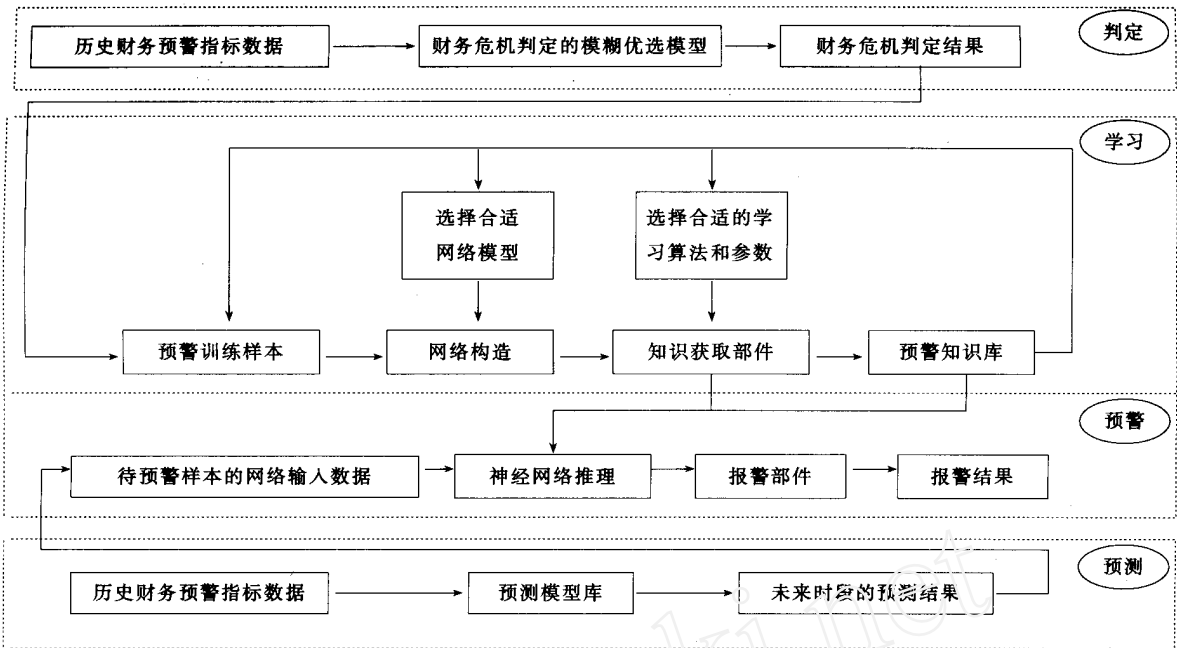 历史财务预警指标数据
财务危机判定的模糊优选模型
财务危机判定结果
判定
学习
选择合适
网络模型
选择合适的学
习算法和参数
预警训练样本
网络构造
知识获取部件
预警知识库
预警
待预警样本的网络输入数据
神经网络推理
报警部件
报警结果
预测
历史财务预警指标数据
预测模型库
未来时段的预测结果